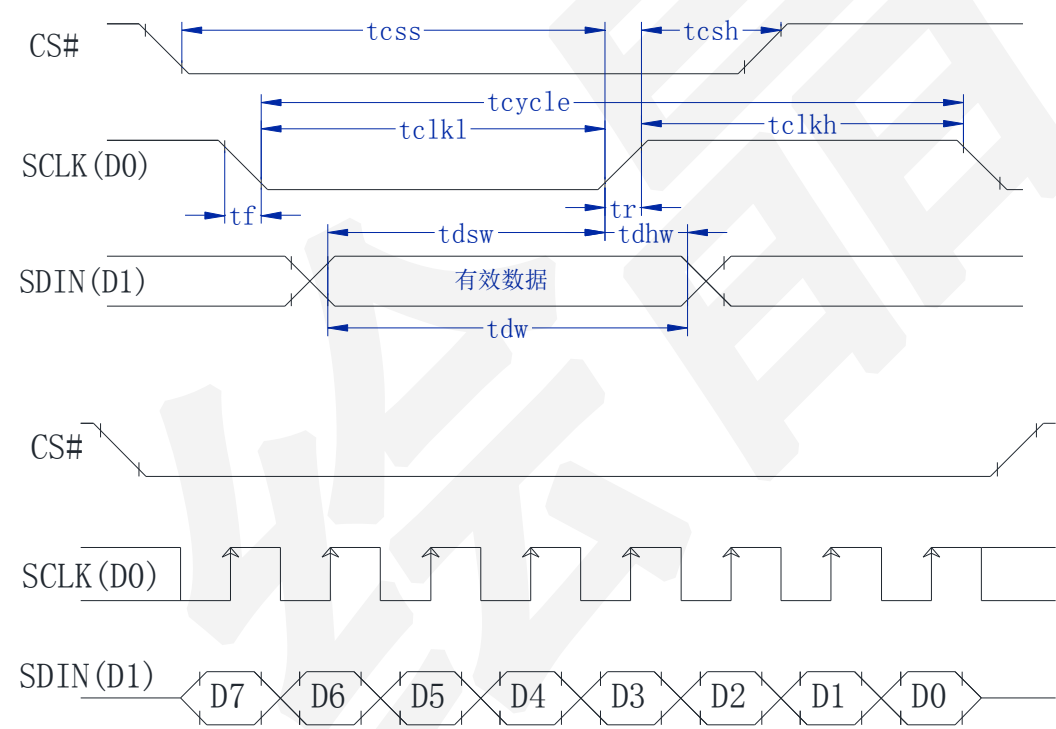 CS#
tcss
tcsh
tcycle
tclkl
tclkh
SCLK(D0)
tf
tr
tdsw
tdhw
SDIN(D1)
有效数据
tdw
CS#
SCLK(D0)
SDIN(D1)
D7 D6 D5 D4 D3 D2 D1 D0